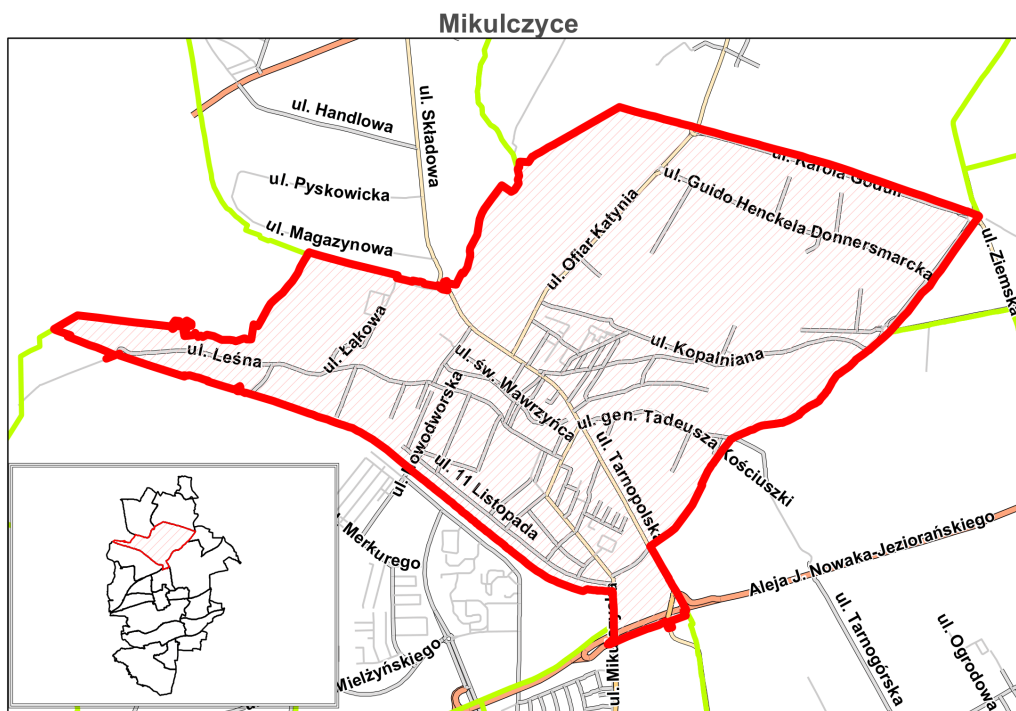 Mikulczyce
ul. Handlowa
ul. Składowa
ul. Pyskowicka
ul. Magazynowa
ul. Karola Goduli
ul. Guido Henckela Donnersmarcka
ul. Ofiar Katynia
ul. Ziemska
ul. Łąkowa
ul. Leśna
ul. Kopalniana
ul. św. Wawrzyńca
ul. Nowodworska
ul. gen. Tadeusza Kościuszki
ul. Tarnopolska
ul. 11 Listopada
Merkurego
Aleja J. Nowaka-Jeziorańskiego
ul. Tarnogórska
ul. Ogrodowa
Mielżyńskiego